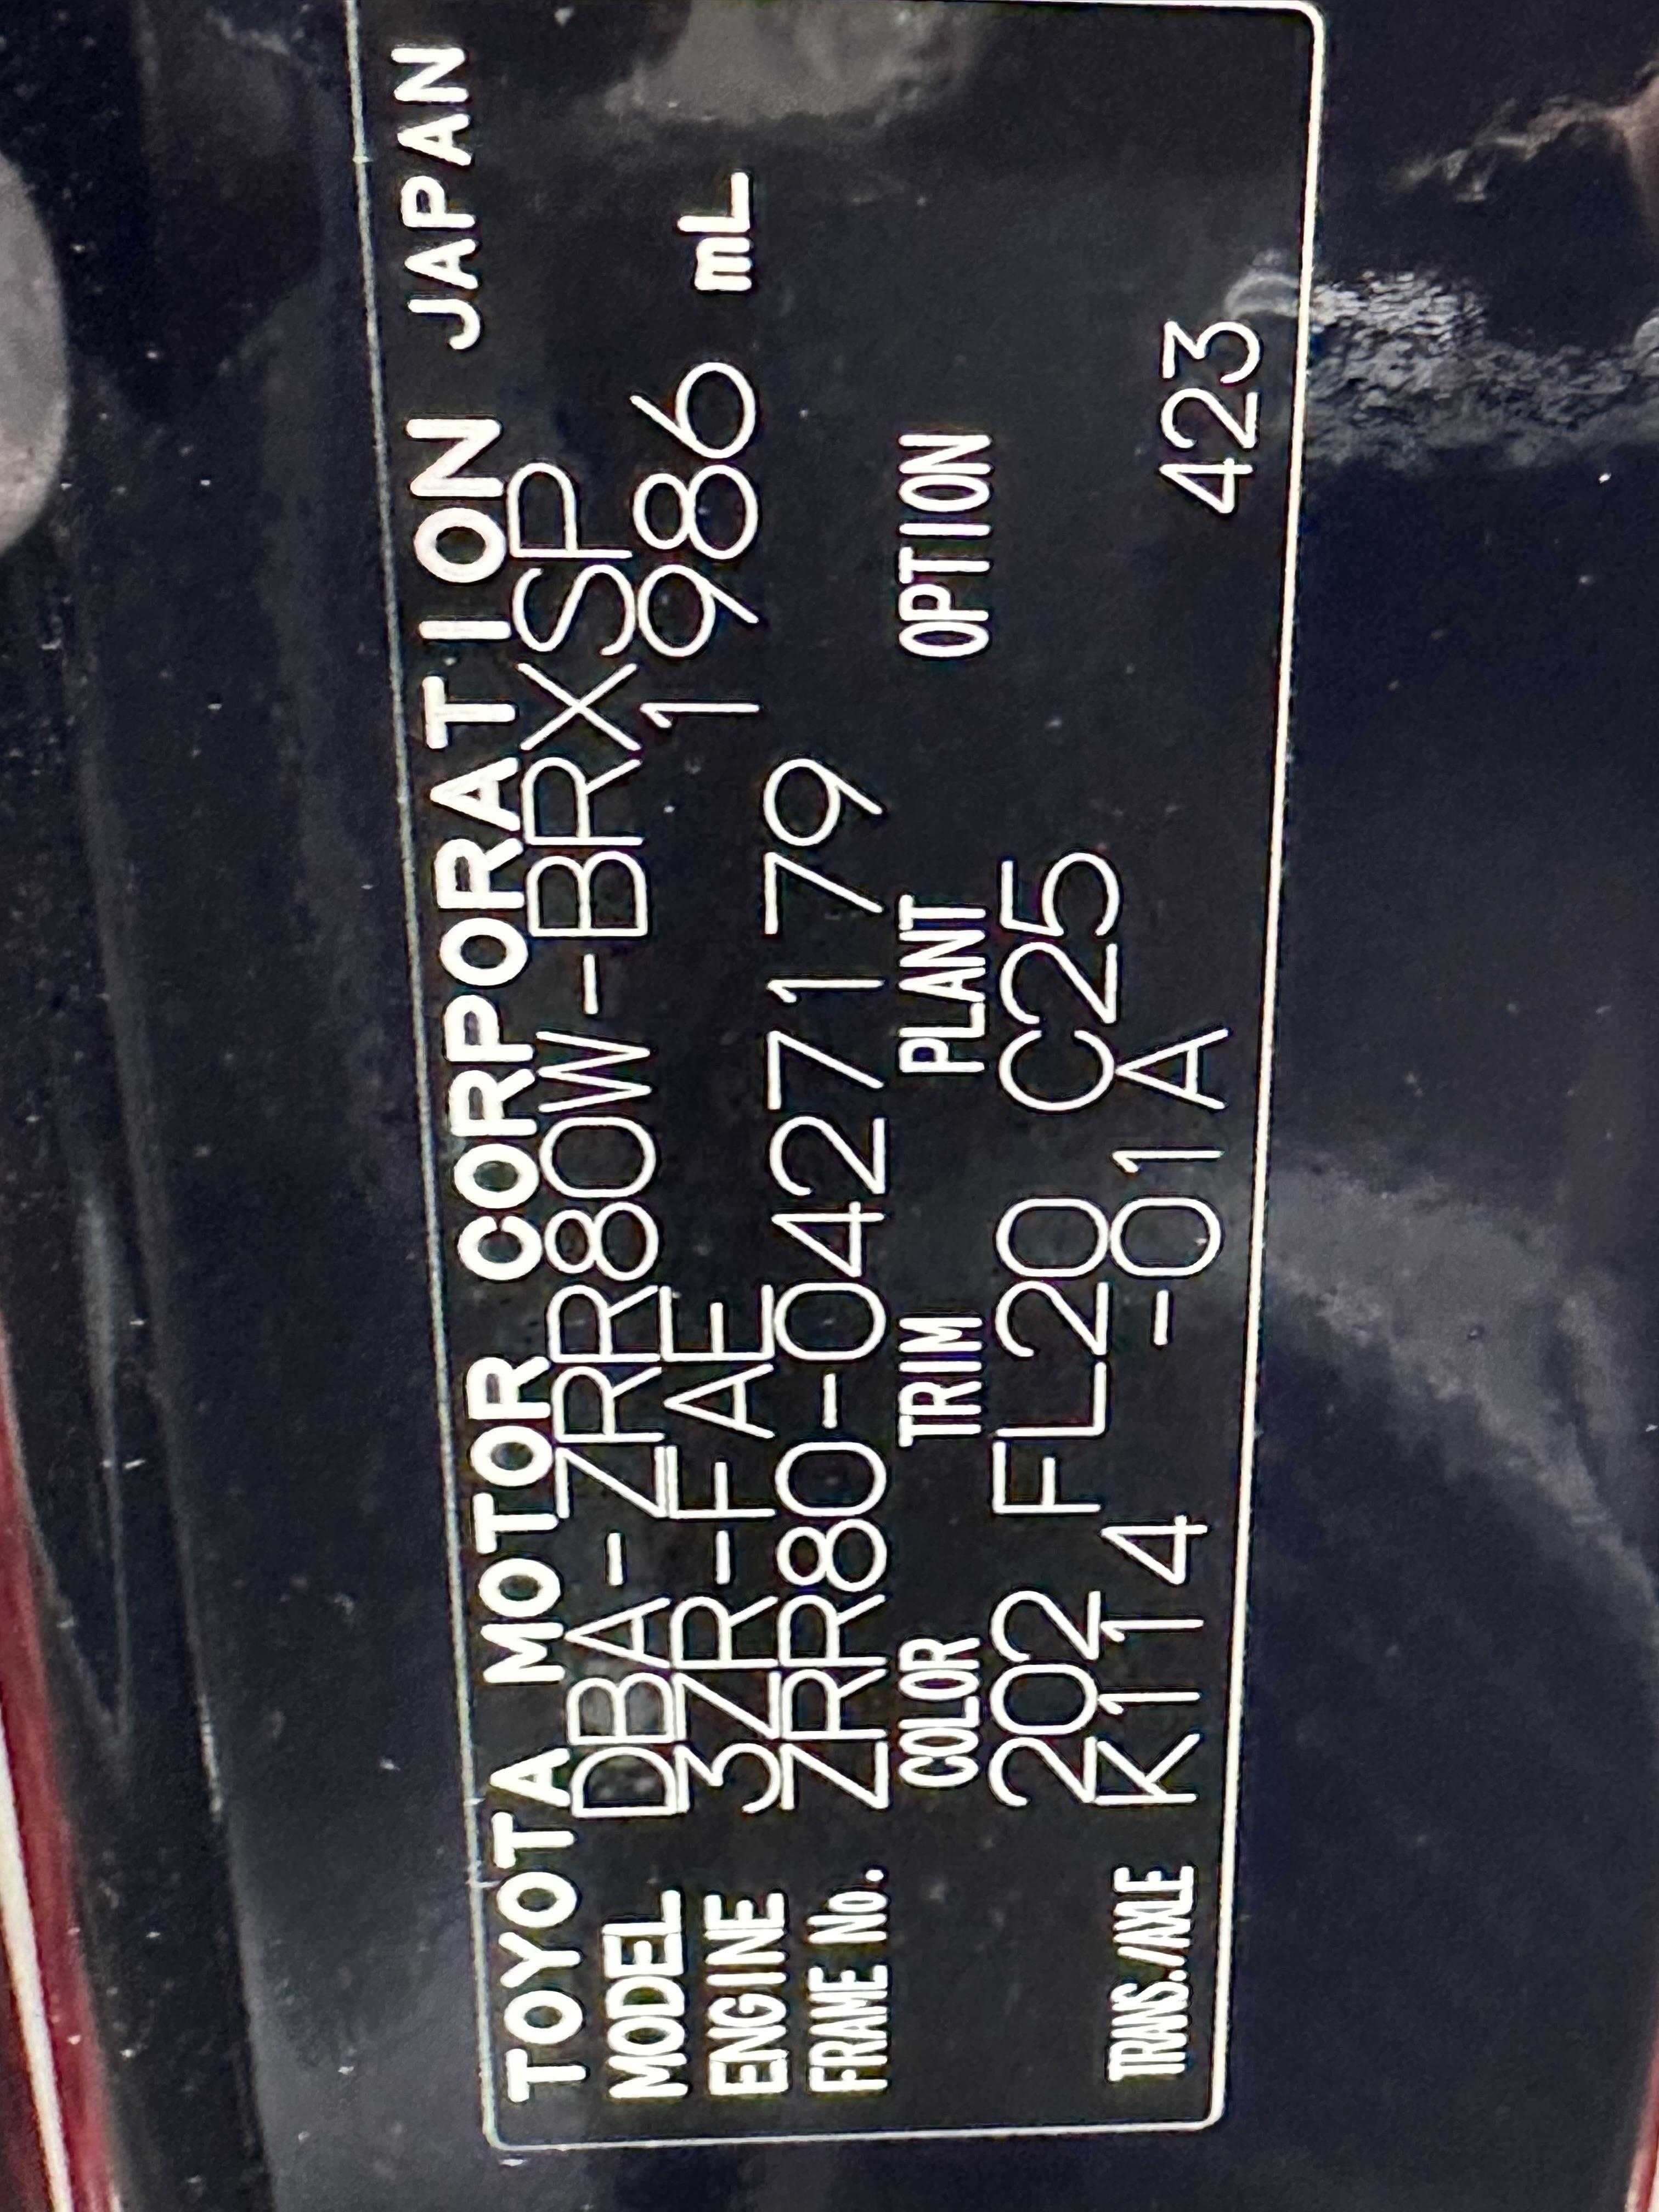 TOYOTA MOTOR CORPORATION JAPAN
MODEL DBA-ZRR80W-BRXSP
ENGINE 3ZR-FAE 1986 mL
FRAME No. ZRR80-0427179
COLOR TRIM PLANT OPTION
202 FL20 C25
TRANS./AXLE K114 -01A 423